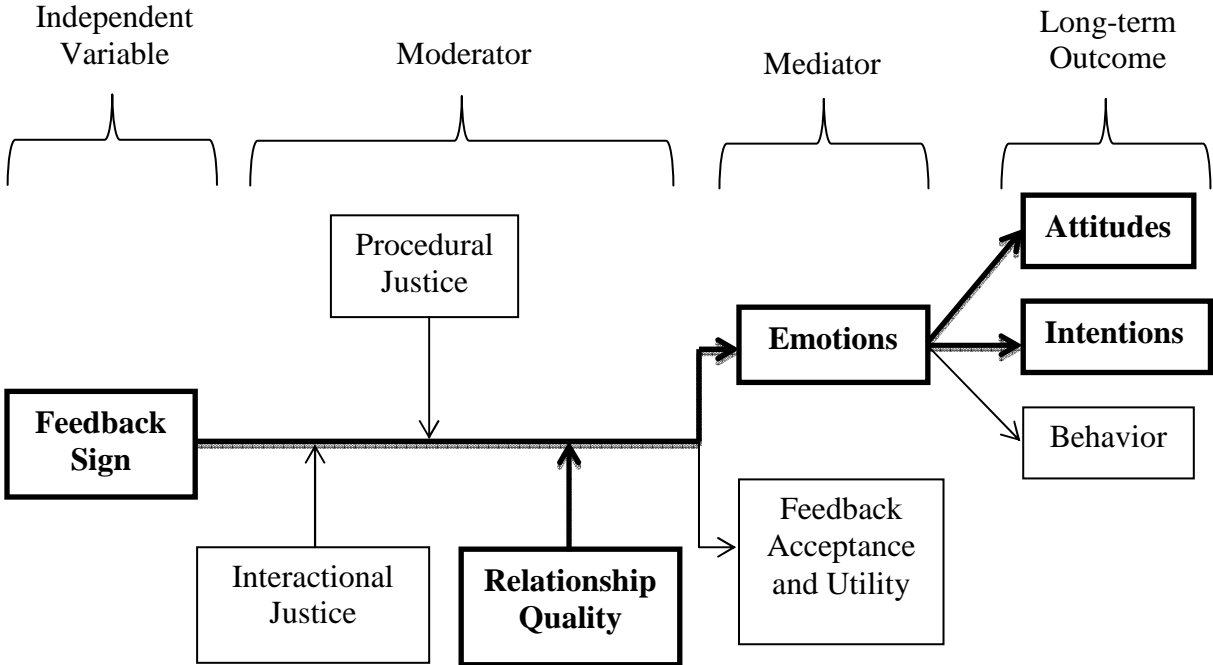 Independent
Variable
Moderator
Mediator
Long-term
Outcome
Procedural
Justice
Attitudes
Emotions
Intentions
Feedback
Sign
Behavior
Interactional
Justice
Relationship
Quality
Feedback
Acceptance
and Utility